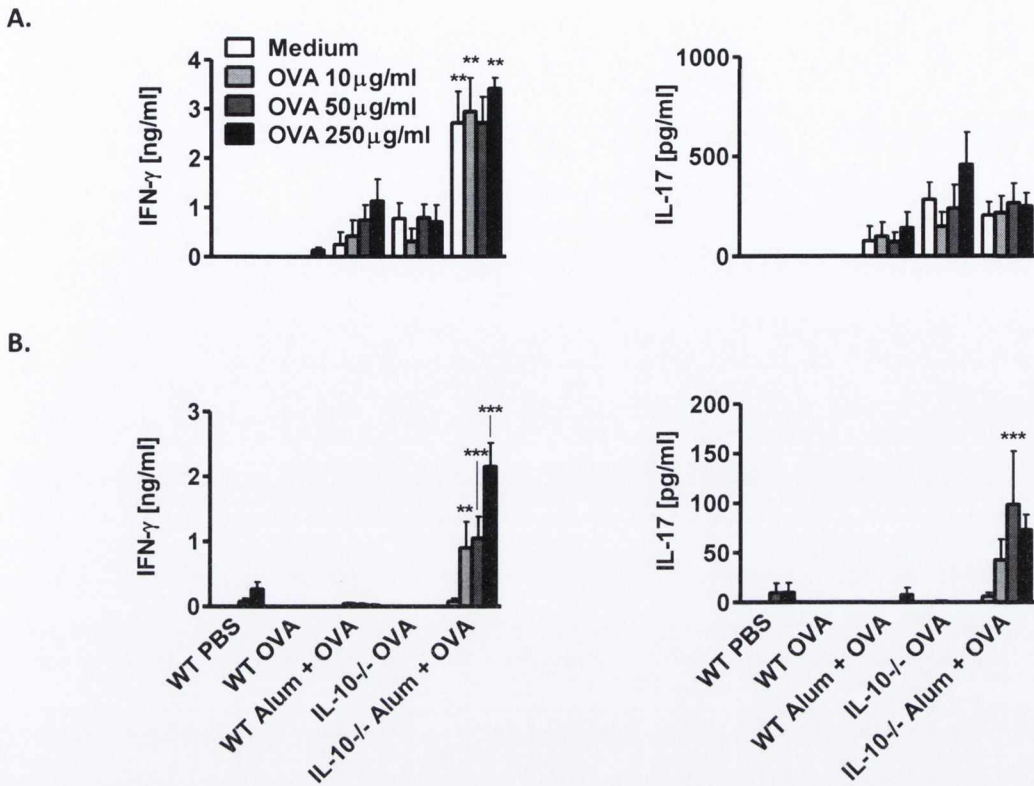 A.
Medium
OVA 10μg/ml
OVA 50μg/ml
OVA 250μg/ml
IFN-γ [ng/ml]
4
3
2
1
0
** ** **
IL-17 [pg/ml]
1000
500
0
B.
IFN-γ [ng/ml]
3
2
1
0
** *** ***
WT PBS
WT OVA
WT Alum + OVA
IL-10-/- OVA
IL-10-/- Alum + OVA
IL-17 [pg/ml]
200
150
100
50
0
***
WT PBS
WT OVA
WT Alum + OVA
IL-10-/- OVA
IL-10-/- Alum + OVA